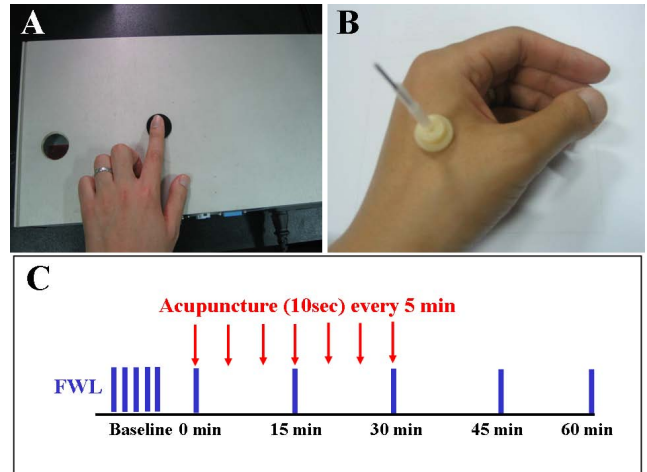 A
B
C
Acupuncture (10sec) every 5 min
FWL
Baseline 0 min 15 min 30 min 45 min 60 min